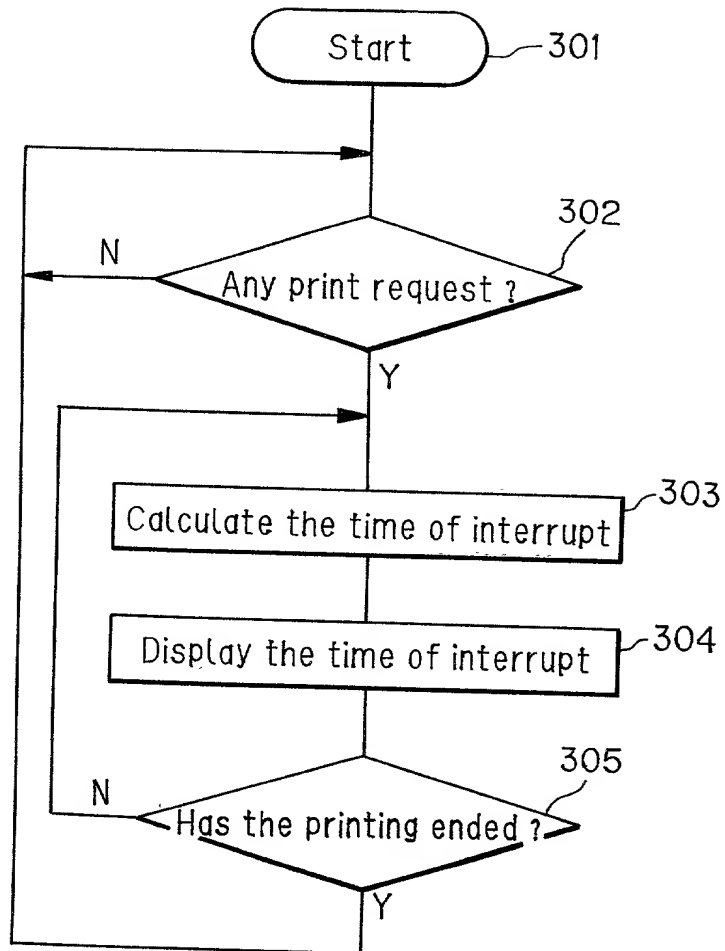 Start
301
302
N
Any print request ?
Y
303
Calculate the time of interrupt
304
Display the time of interrupt
305
N
Has the printing ended ?
Y